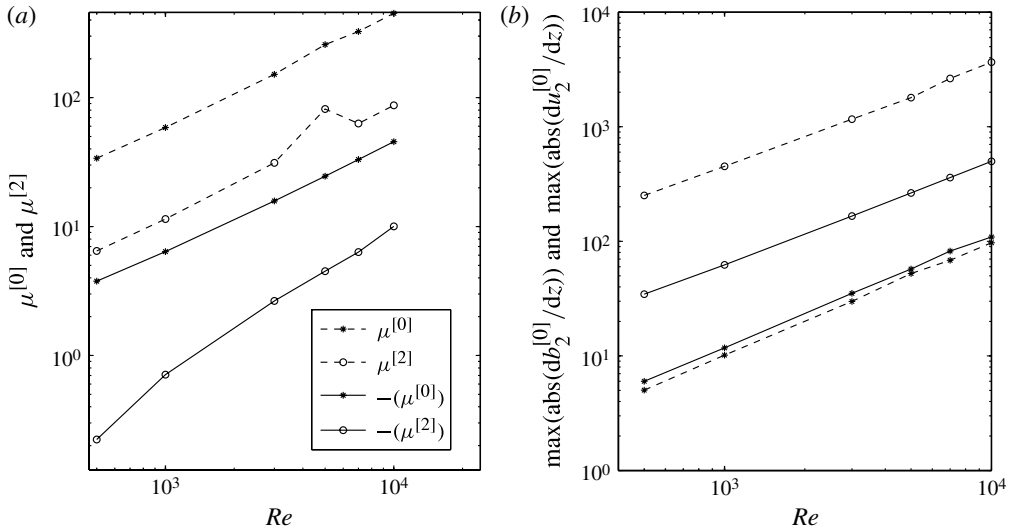 (a)
μ^[0] and μ^[2]
10^2
10^1
10^0
10^3
10^4
Re
μ^[0]
μ^[2]
−(μ^[0])
−(μ^[2])
(b)
max(abs(db_2^[0]/dz)) and max(abs(du_2^[0]/dz))
10^4
10^3
10^2
10^1
10^0
10^3
10^4
Re